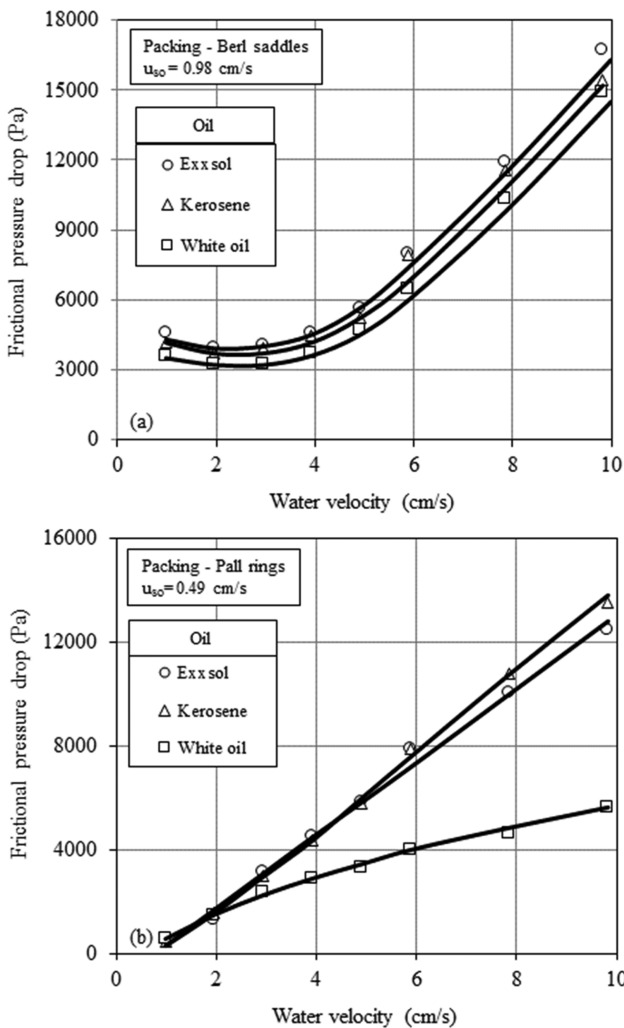 18000
Packing - Berl saddles
uso = 0.98 cm/s
15000
Oil
12000
Exxsol
Kerosene
9000
White oil
6000
3000
(a)
0
0 2 4 6 8 10
Frictional pressure drop (Pa)
Water velocity (cm/s)
16000
Packing - Pall rings
uso=0.49 cm/s
Oil
12000
Exxsol
Kerosene
8000
White oil
4000
(b)
0
0 2 4 6 8 10
Frictional pressure drop (Pa)
Water velocity (cm/s)